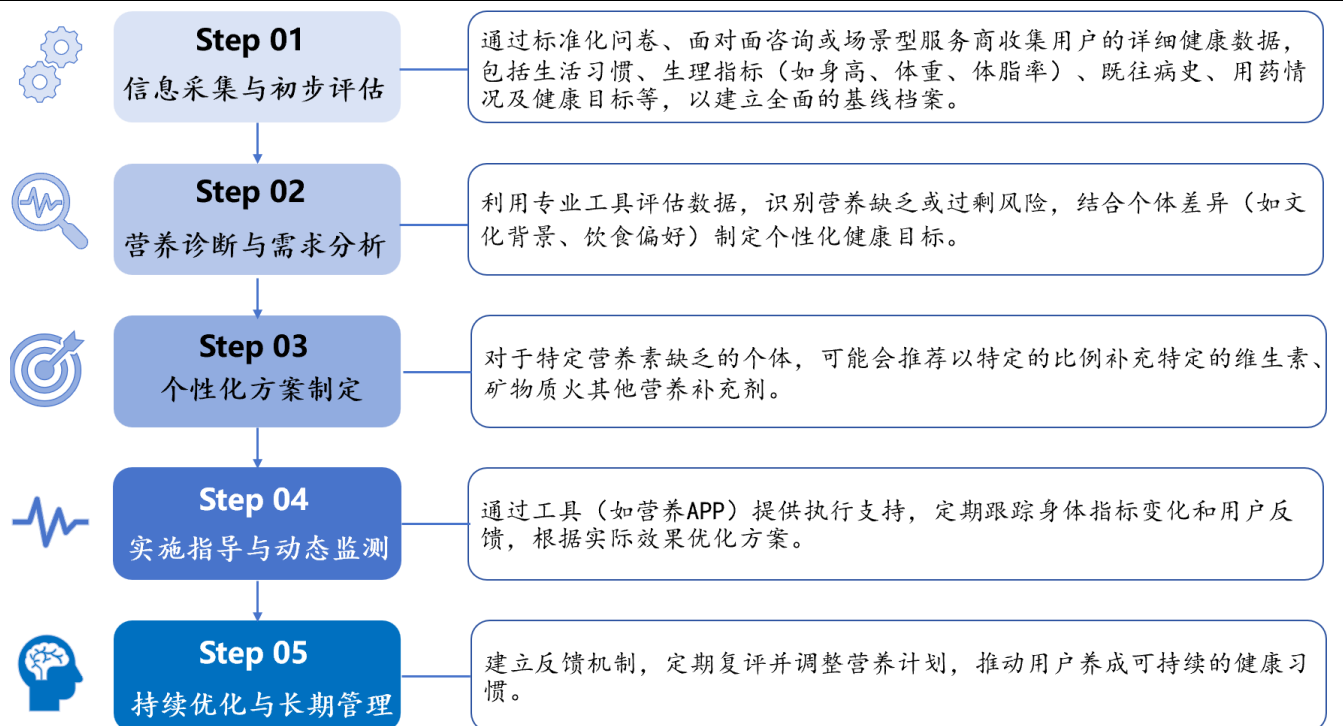 Step 01
信息采集与初步评估
通过标准化问卷、面对面咨询或场景型服务商收集用户的详细健康数据，
包括生活习惯、生理指标（如身高、体重、体脂率）、既往病史、用药情
况及健康目标等，以建立全面的基线档案。
Step 02
营养诊断与需求分析
利用专业工具评估数据，识别营养缺乏或过剩风险，结合个体差异（如文
化背景、饮食偏好）制定个性化健康目标。
Step 03
个性化方案制定
对于特定营养素缺乏的个体，可能会推荐以特定的比例补充特定的维生素、
矿物质火其他营养补充剂。
Step 04
实施指导与动态监测
通过工具（如营养APP）提供执行支持，定期跟踪身体指标变化和用户反
馈，根据实际效果优化方案。
Step 05
持续优化与长期管理
建立反馈机制，定期复评并调整营养计划，推动用户养成可持续的健康习
惯。